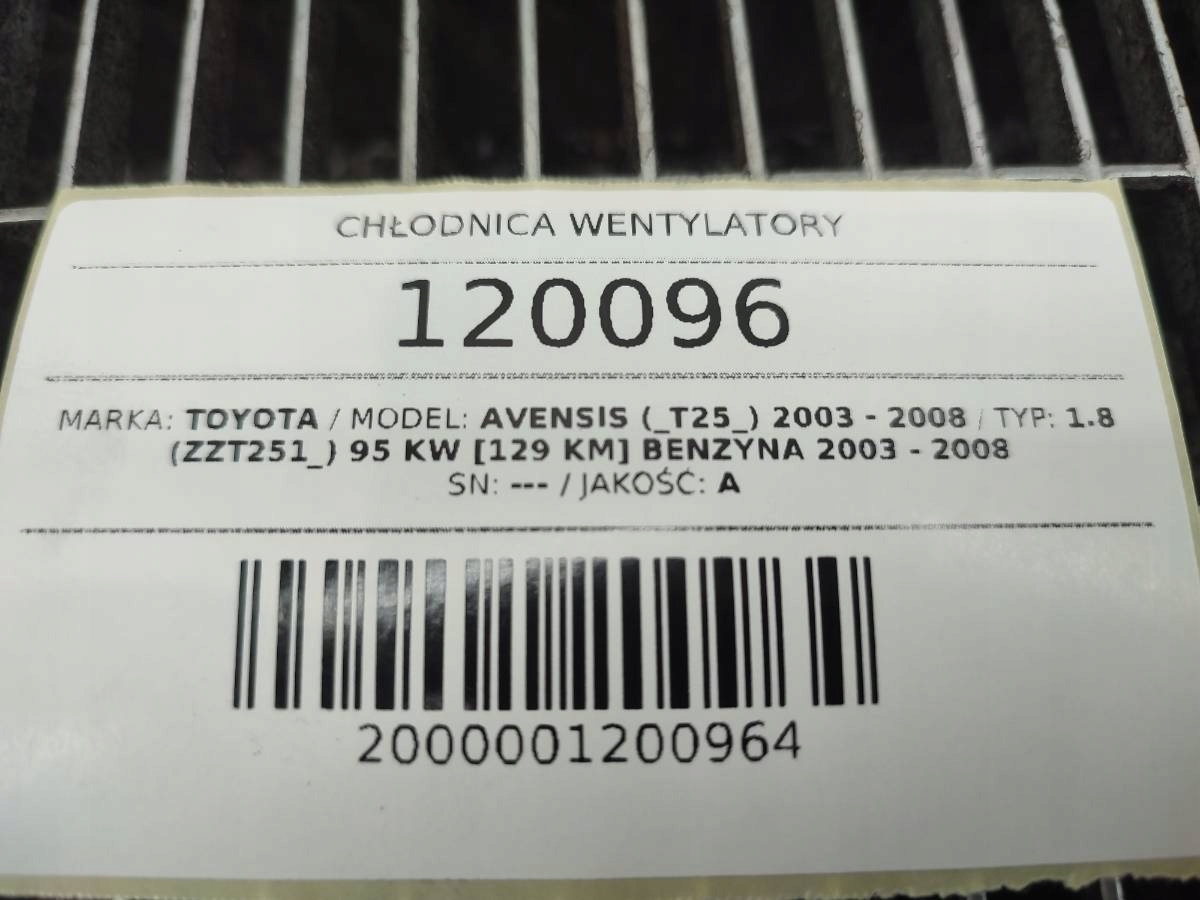 CHŁODNICA WENTYLATORY
120096
MARKA: TOYOTA / MODEL: AVENSIS (_T25_) 2003 - 2008 / TYP: 1.8
(ZZT251_) 95 KW [129 KM] BENZYNA 2003 - 2008
SN: --- / JAKOŚĆ: A
2000001200964